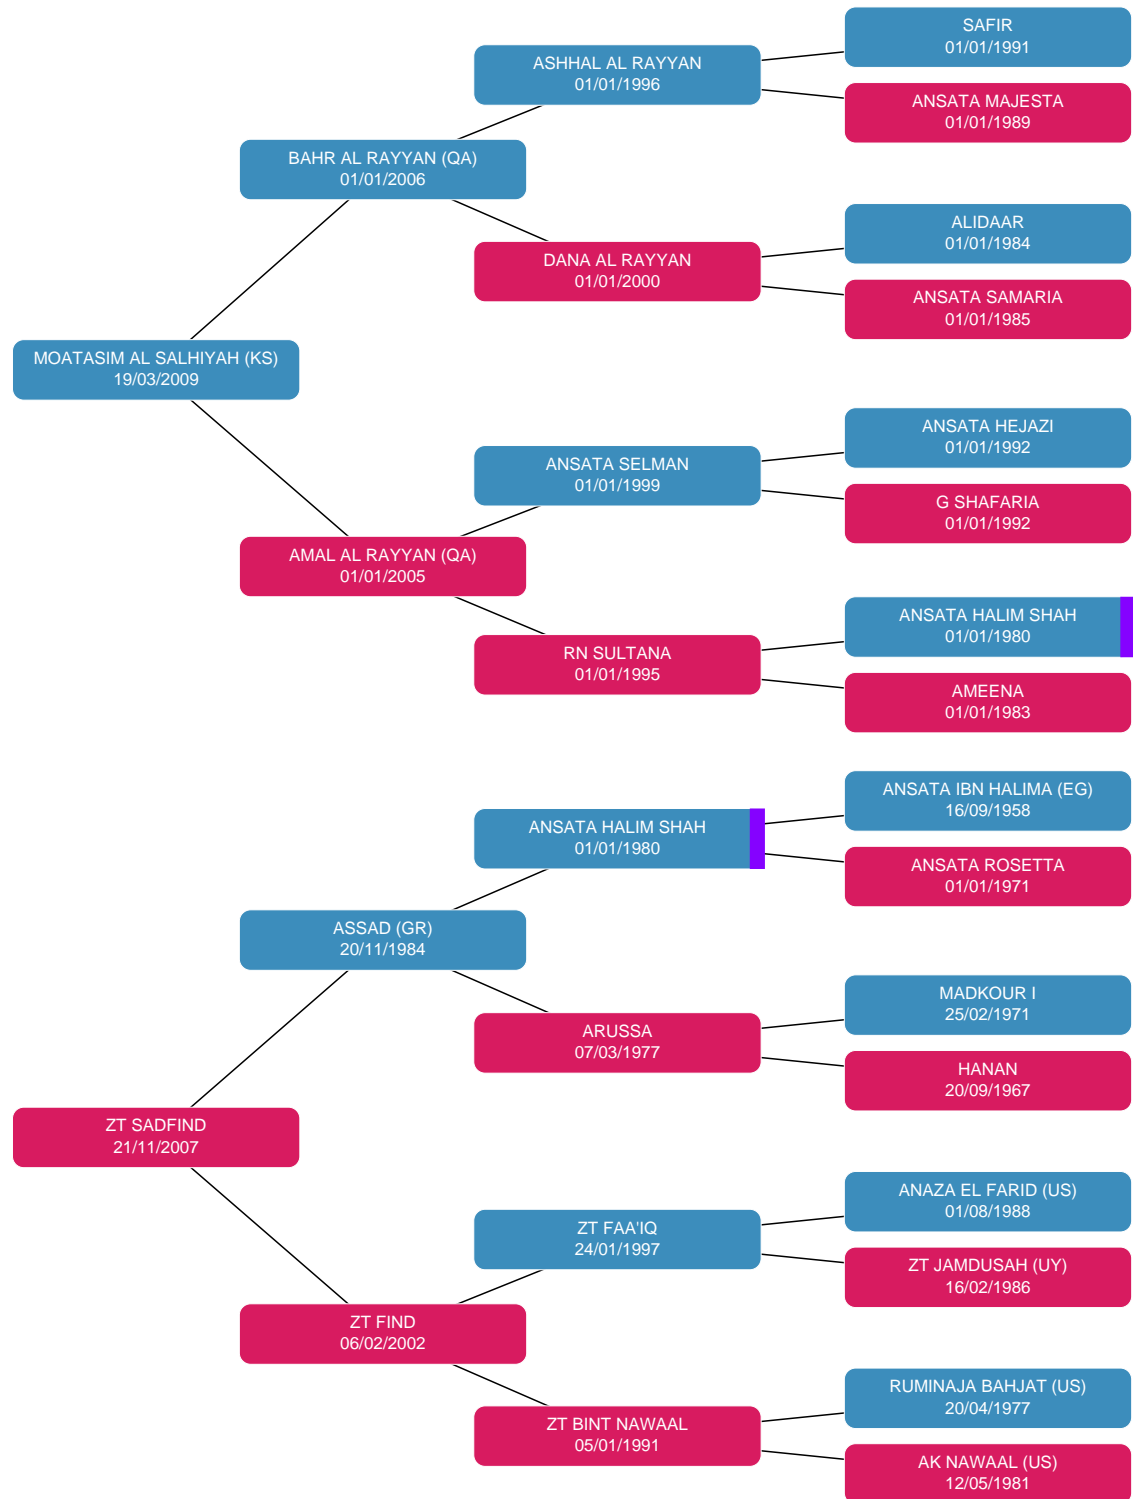 SAFIR
01/01/1991
ASHHAL AL RAYYAN
01/01/1996
ANSATA MAJESTA
01/01/1989
BAHR AL RAYYAN (QA)
01/01/2006
ALIDAAR
01/01/1984
DANA AL RAYYAN
01/01/2000
ANSATA SAMARIA
01/01/1985
MOATASIM AL SALHIYAH (KS)
19/03/2009
ANSATA HEJAZI
01/01/1992
ANSATA SELMAN
01/01/1999
G SHAFARIA
01/01/1992
AMAL AL RAYYAN (QA)
01/01/2005
ANSATA HALIM SHAH
01/01/1980
RN SULTANA
01/01/1995
AMEENA
01/01/1983
ANSATA IBN HALIMA (EG)
16/09/1958
ANSATA HALIM SHAH
01/01/1980
ANSATA ROSETTA
01/01/1971
ASSAD (GR)
20/11/1984
MADKOUR I
25/02/1971
ARUSSA
07/03/1977
HANAN
20/09/1967
ZT SADFIND
21/11/2007
ANAZA EL FARID (US)
01/08/1988
ZT FAA'IQ
24/01/1997
ZT JAMDUSAH (UY)
16/02/1986
ZT FIND
06/02/2002
RUMINAJA BAHJAT (US)
20/04/1977
ZT BINT NAWAAL
05/01/1991
AK NAWAAL (US)
12/05/1981